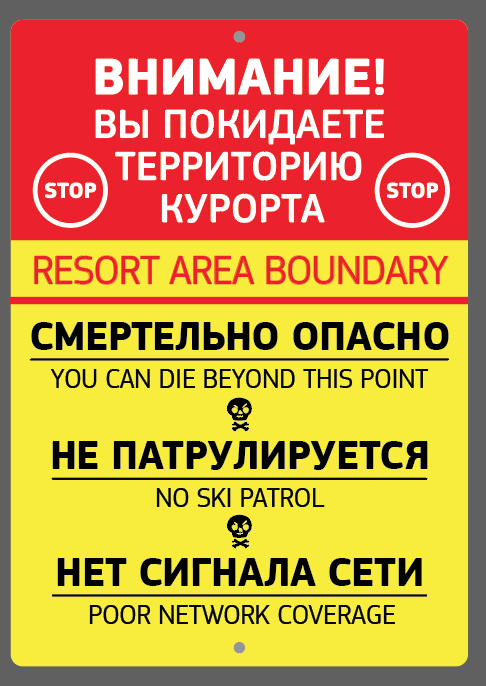 ВНИМАНИЕ!
ВЫ ПОКИДАЕТЕ
ТЕРРИТОРИЮ
STOP
STOP
КУРОРТА
RESORT AREA BOUNDARY
СМЕРТЕЛЬНО ОПАСНО
YOU CAN DIE BEYOND THIS POINT
НЕ ПАТРУЛИРУЕТСЯ
NO SKI PATROL
НЕТ СИГНАЛА СЕТИ
POOR NETWORK COVERAGE